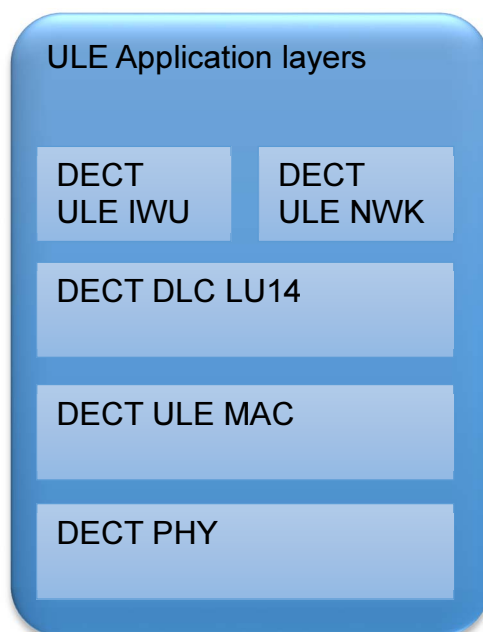 ULE Application layers
DECT
ULE IWU
DECT
ULE NWK
DECT DLC LU14
DECT ULE MAC
DECT PHY